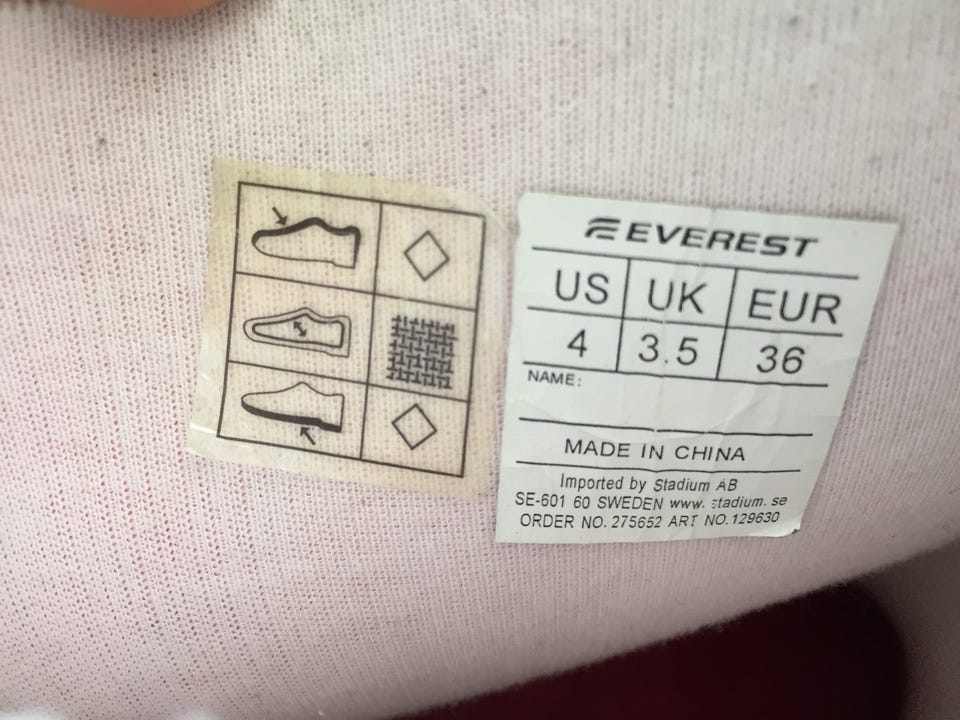 EVEREST
US UK EUR
4 3.5 36
NAME:
MADE IN CHINA
Imported by Stadium AB
SE-601 60 SWEDEN www. stadium. se
ORDER NO. 275652 ART NO. 129630